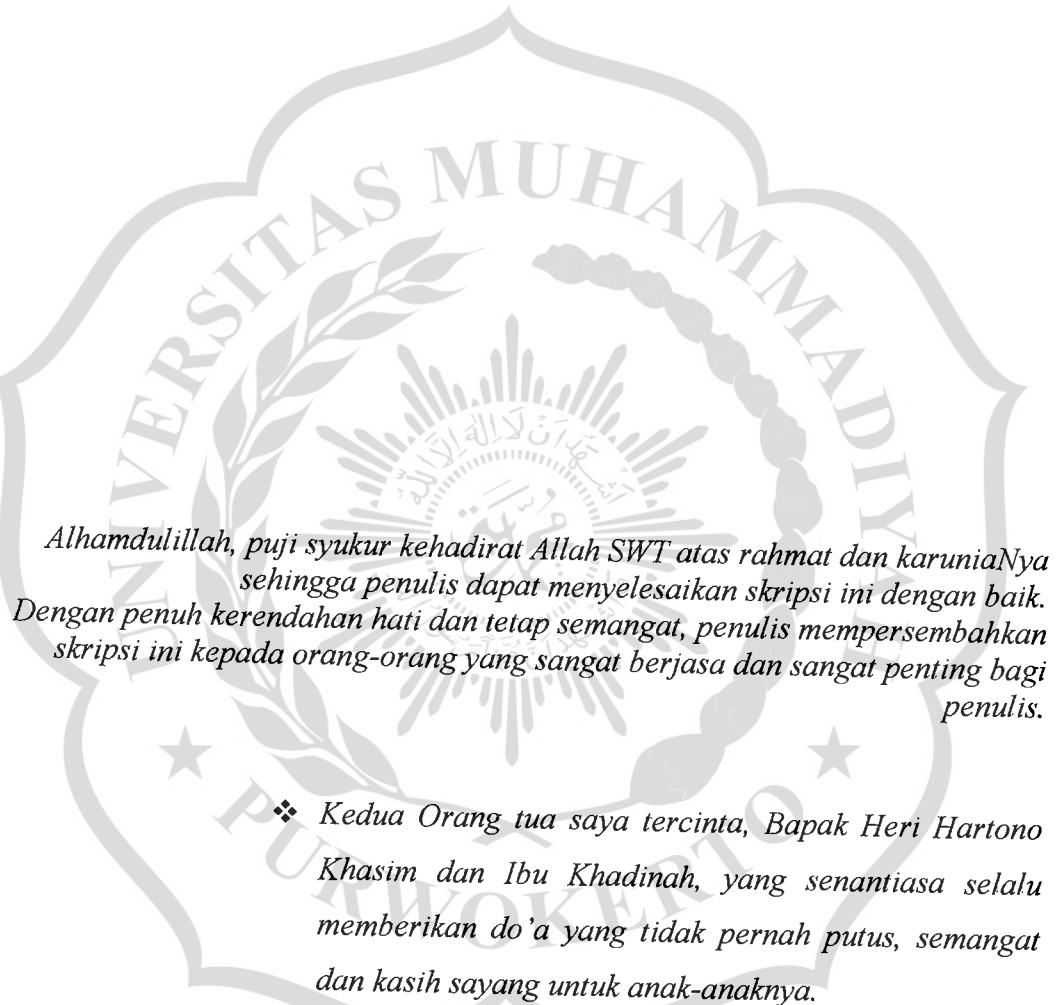 UNIVERSITAS MUHAMMADIYAH
Alhamdulillah, puji syukur kehadirat Allah SWT atas rahmat dan karuniaNya
sehingga penulis dapat menyelesaikan skripsi ini dengan baik.
Dengan penuh kerendahan hati dan tetap semangat, penulis mempersembahkan
skripsi ini kepada orang-orang yang sangat berjasa dan sangat penting bagi
penulis.
❖ Kedua Orang tua saya tercinta, Bapak Heri Hartono
Khasim dan Ibu Khadinah, yang senantiasa selalu
memberikan do'a yang tidak pernah putus, semangat
dan kasih sayang untuk anak-anaknya.
PURWOKERTO